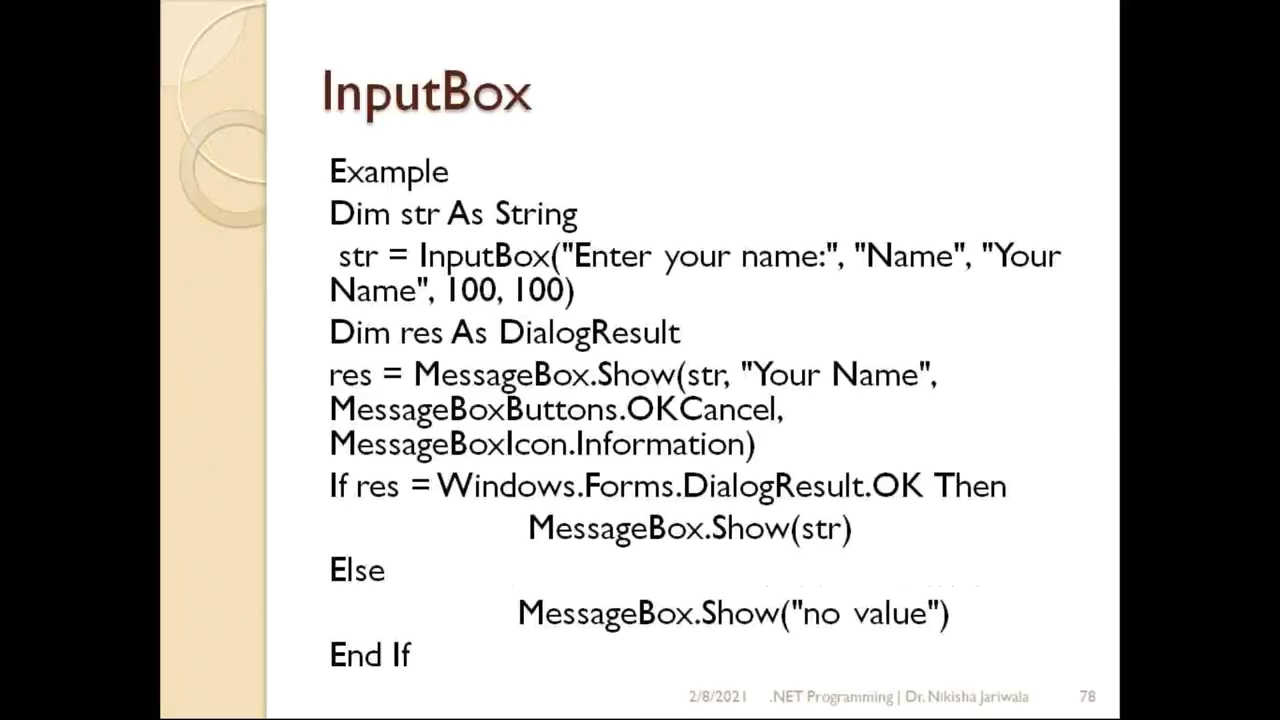 InputBox
Example
Dim str As String
str = InputBox("Enter your name:", "Name", "Your
Name", 100, 100)
Dim res As DialogResult
res = MessageBox.Show(str, "Your Name",
MessageBoxButtons.OKCancel,
MessageBoxIcon.Information)
If res = Windows.Forms.DialogResult.OK Then
MessageBox.Show(str)
Else
MessageBox.Show("no value")
End If
2/8/2021 .NET Programming | Dr. Nikisha Jariwala 78